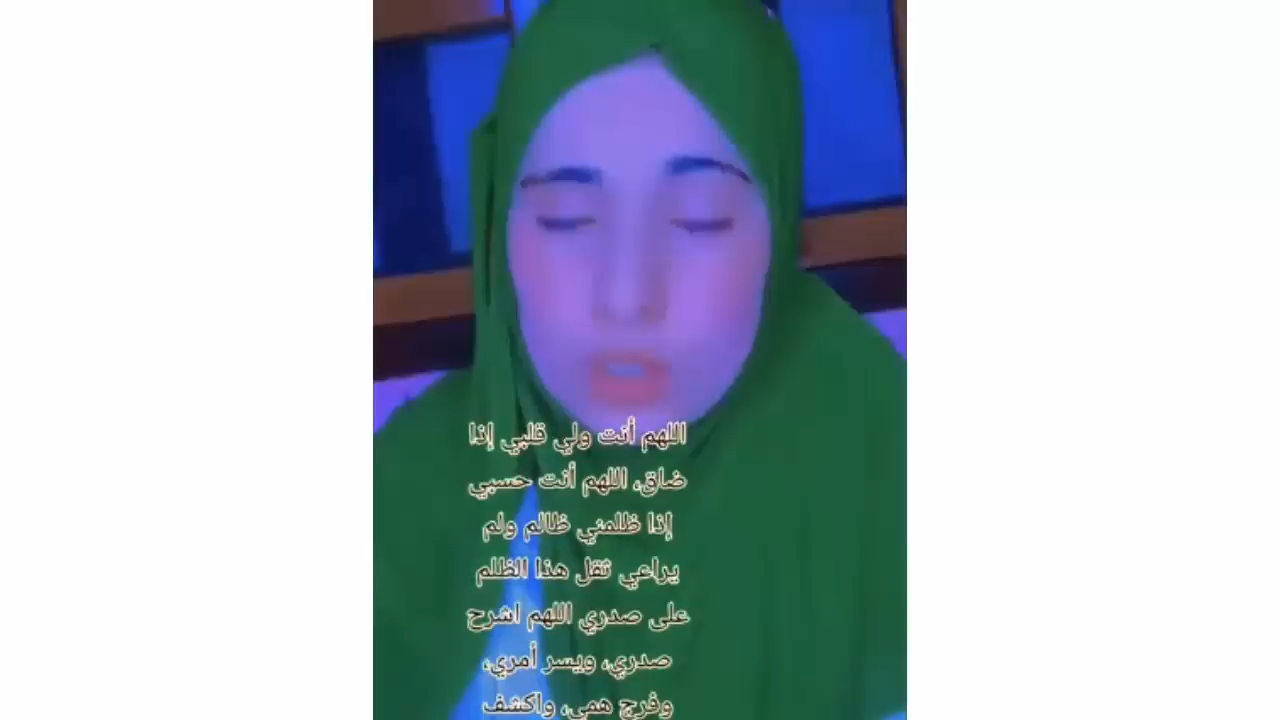 اللهم أنت ولي قلبي إذا
ضاق، اللهم أنت حسبي
إذا ظلمني ظالم ولم
يراعي ثقل هذا الظلم
على صدري اللهم اشرح
صدري، ويسر أمري،
وفرج همي، واكشف